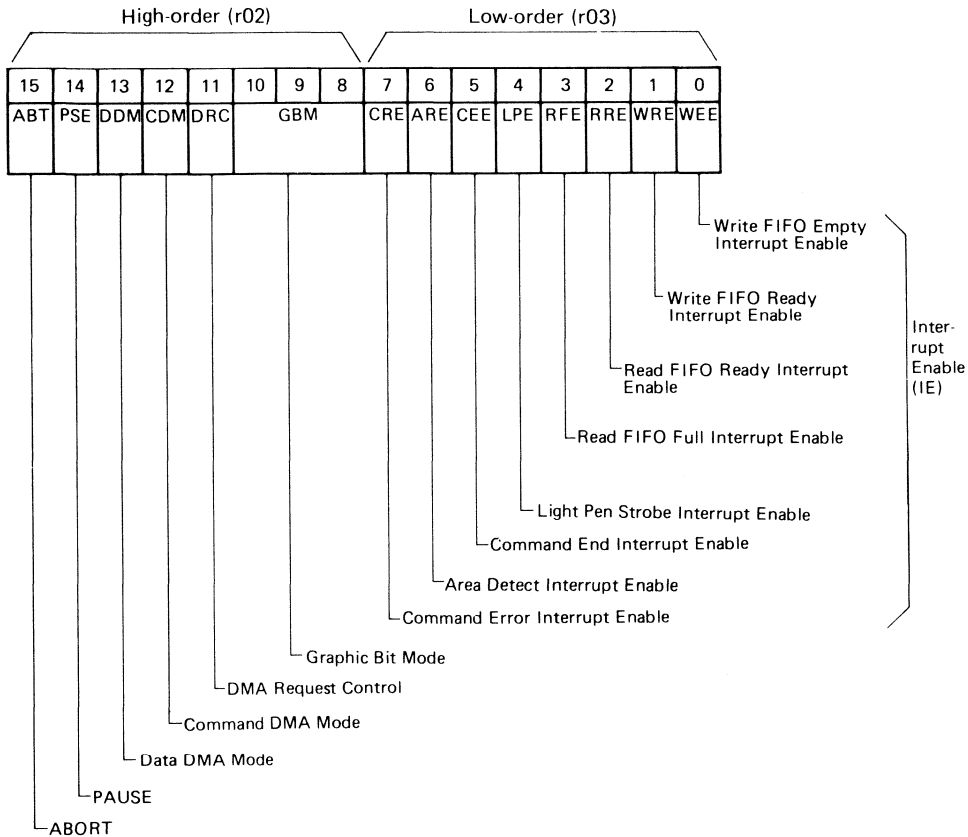 High-order (r02) Low-order (r03)
15 14 13 12 11 10 9 8 7 6 5 4 3 2 1 0
ABT PSE DDM CDM DRC GBM CRE ARE CEE LPE RFE RRE WRE WEE
Write FIFO Empty
Interrupt Enable
Write FIFO Ready
Interrupt Enable
Inter-
rupt
Enable
(IE)
Read FIFO Ready Interrupt
Enable
Read FIFO Full Interrupt Enable
Light Pen Strobe Interrupt Enable
Command End Interrupt Enable
Area Detect Interrupt Enable
Command Error Interrupt Enable
Graphic Bit Mode
DMA Request Control
Command DMA Mode
Data DMA Mode
PAUSE
ABORT